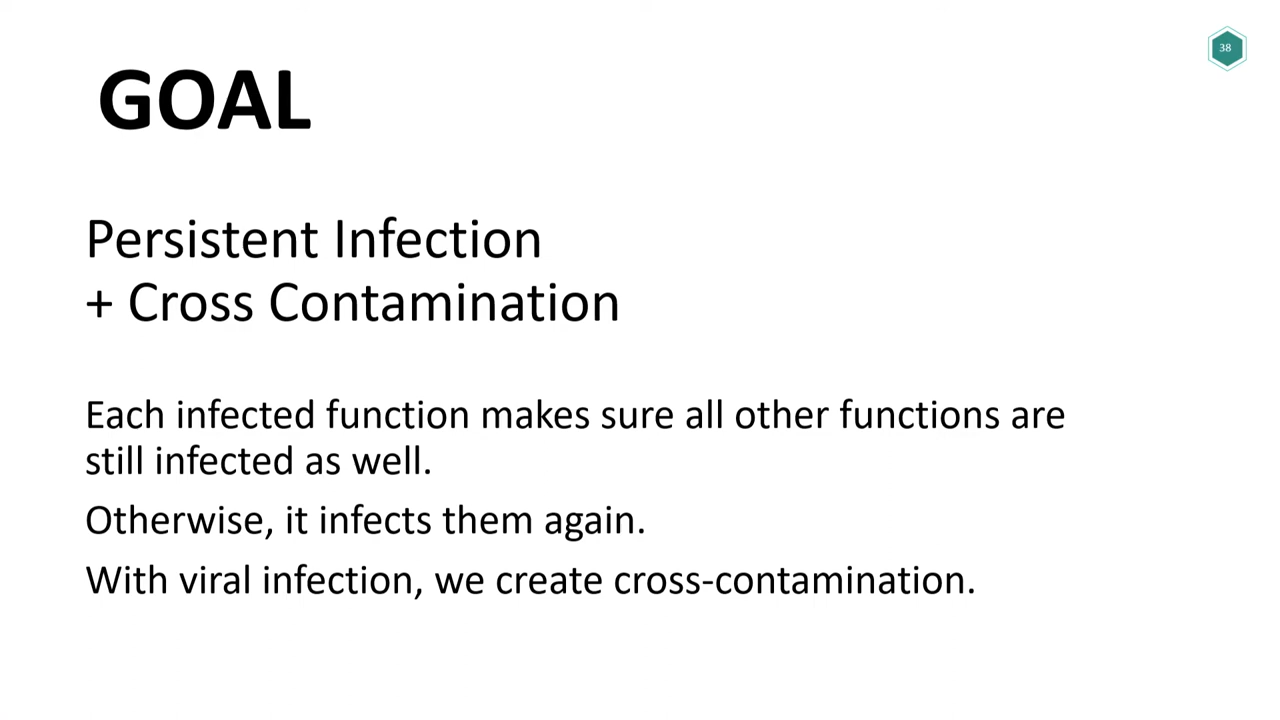 38
GOAL
Persistent Infection
+ Cross Contamination
Each infected function makes sure all other functions are
still infected as well.
Otherwise, it infects them again.
With viral infection, we create cross-contamination.